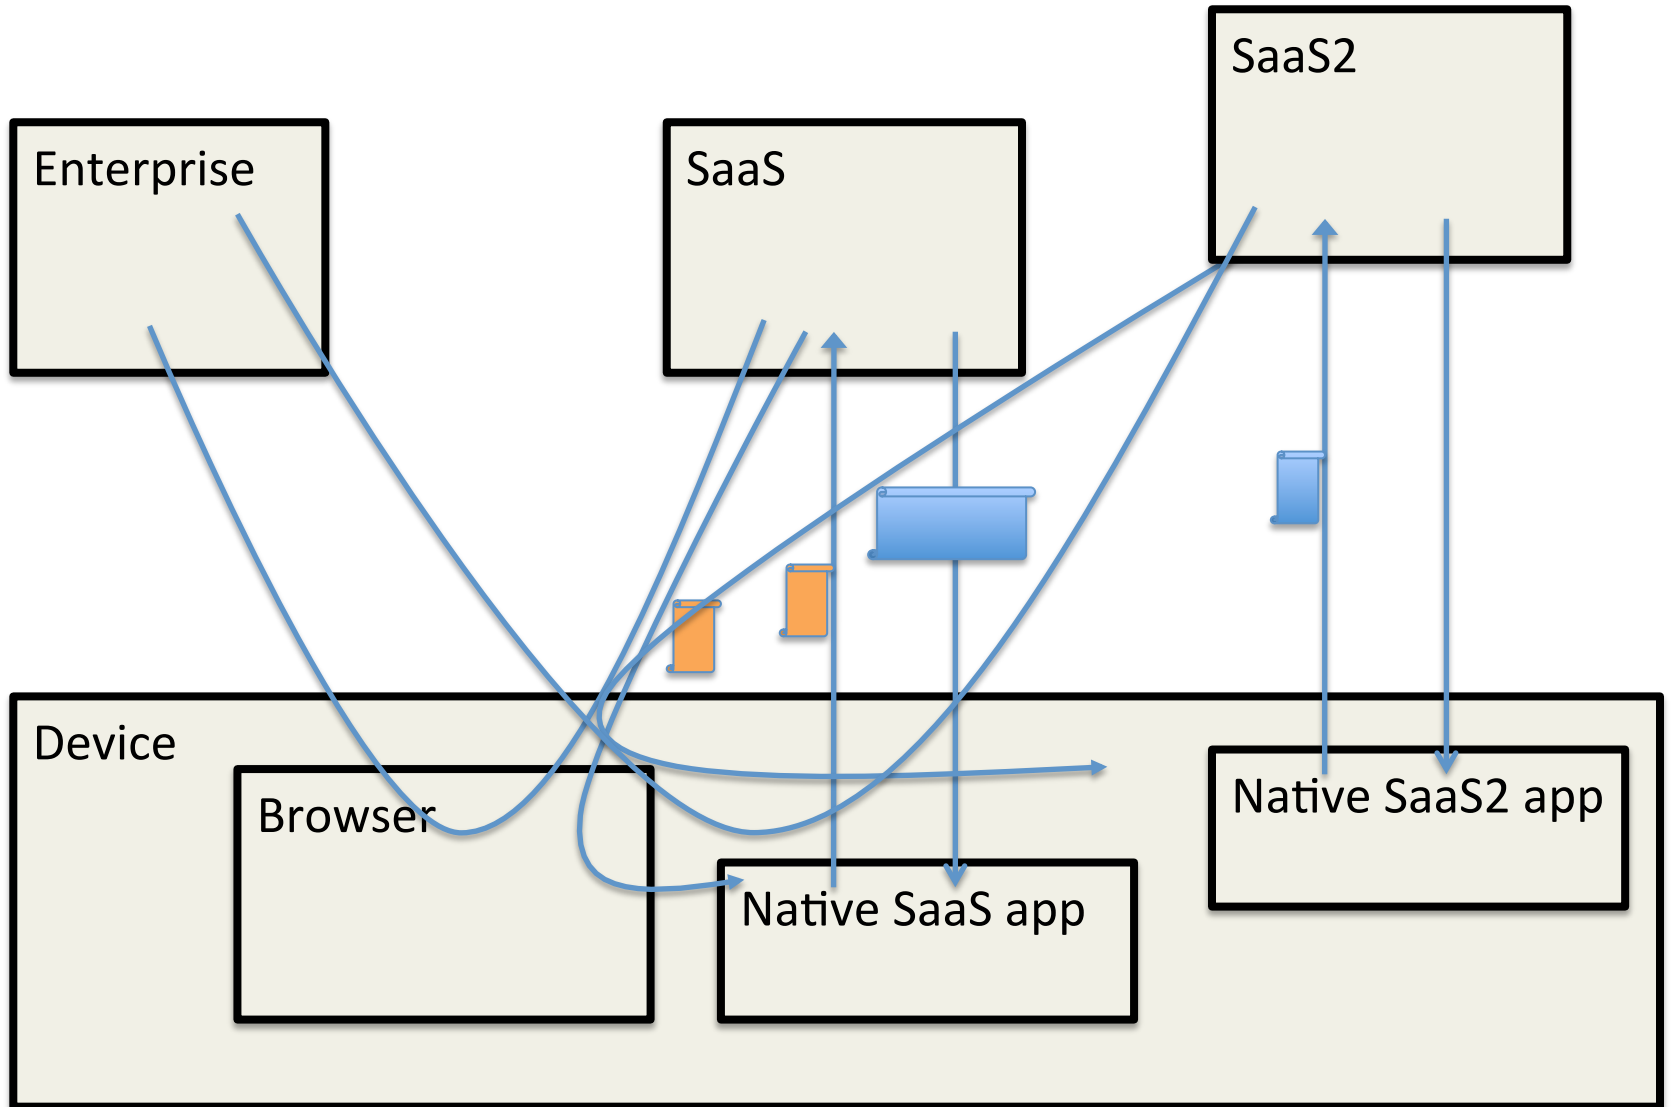 SaaS2
Enterprise
SaaS
Device
Browser
Native SaaS2 app
Native SaaS app